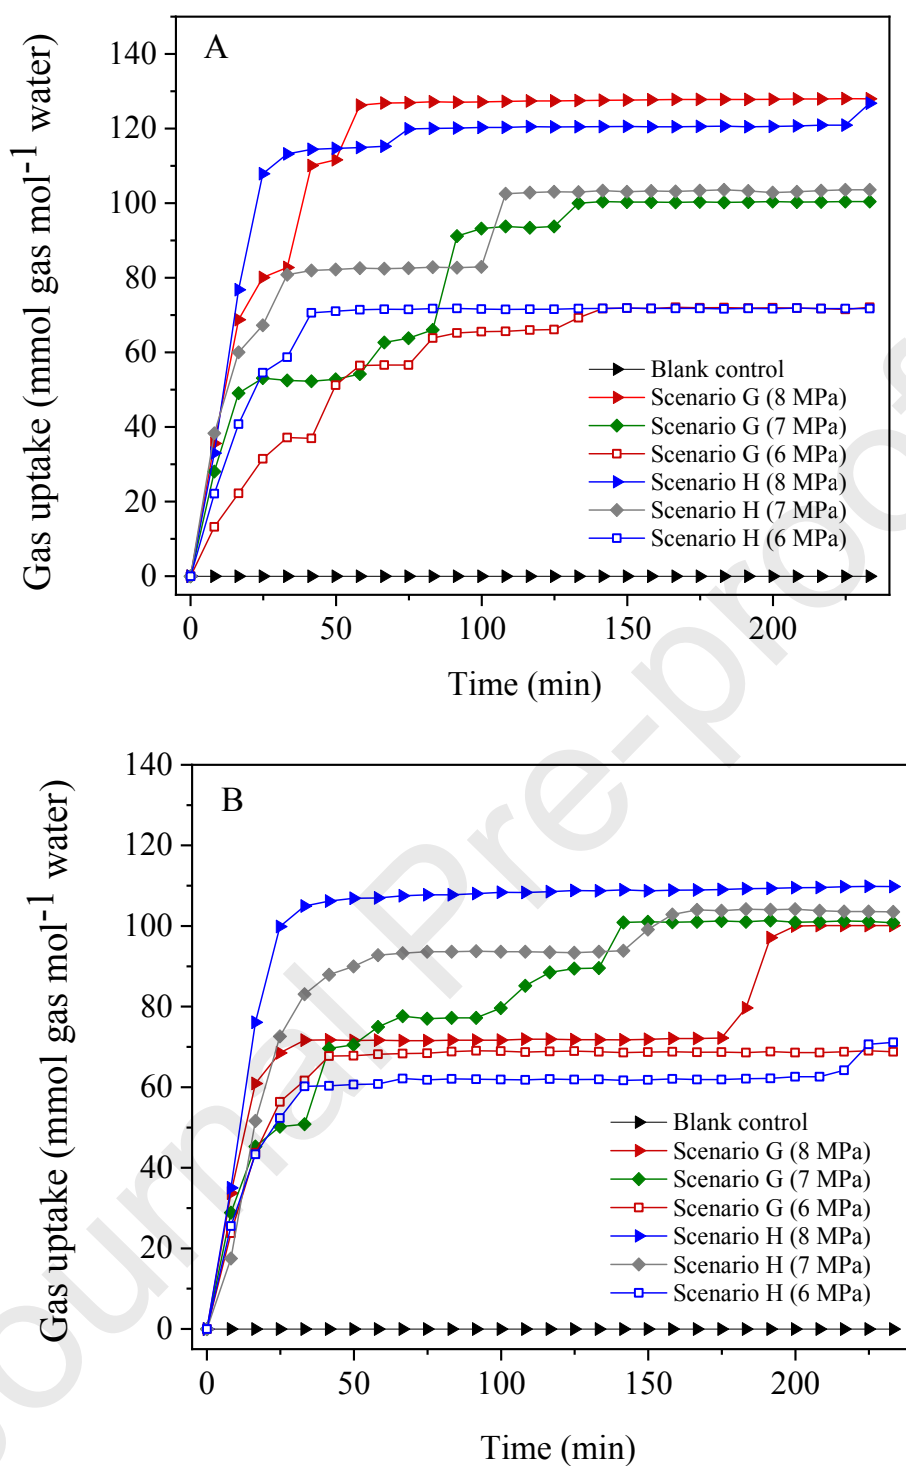 A
140
120
100
80
60
40
20
0
Gas uptake (mmol gas mol-1 water)
Blank control
Scenario G (8 MPa)
Scenario G (7 MPa)
Scenario G (6 MPa)
Scenario H (8 MPa)
Scenario H (7 MPa)
Scenario H (6 MPa)
0 50 100 150 200
Time (min)
B
140
120
100
80
60
40
20
0
Gas uptake (mmol gas mol-1 water)
Blank control
Scenario G (8 MPa)
Scenario G (7 MPa)
Scenario G (6 MPa)
Scenario H (8 MPa)
Scenario H (7 MPa)
Scenario H (6 MPa)
0 50 100 150 200
Time (min)
Journal Pre-proof